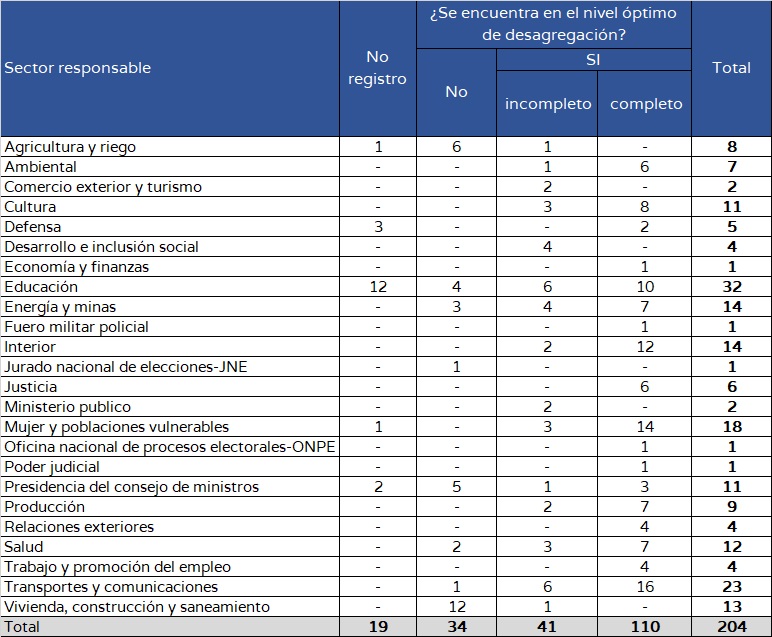 Sector responsable
No registro
¿Se encuentra en el nivel óptimo de desagregación?
Total
No
SI
incompleto completo
Agricultura y riego 1 6 1 - 8
Ambiental - - 1 6 7
Comercio exterior y turismo - - 2 - 2
Cultura - - 3 8 11
Defensa 3 - - 2 5
Desarrollo e inclusión social - - 4 - 4
Economía y finanzas - - - 1 1
Educación 12 4 6 10 32
Energía y minas - 3 4 7 14
Fuero militar policial - - - 1 1
Interior - - 2 12 14
Jurado nacional de elecciones-JNE - 1 - - 1
Justicia - - - 6 6
Ministerio publico - - 2 - 2
Mujer y poblaciones vulnerables 1 - 3 14 18
Oficina nacional de procesos electorales-ONPE - - - 1 1
Poder judicial - - - 1 1
Presidencia del consejo de ministros 2 5 1 3 11
Producción - - 2 7 9
Relaciones exteriores - - - 4 4
Salud - 2 3 7 12
Trabajo y promoción del empleo - - - 4 4
Transportes y comunicaciones - 1 6 16 23
Vivienda, construcción y saneamiento - 12 1 - 13
Total 19 34 41 110 204